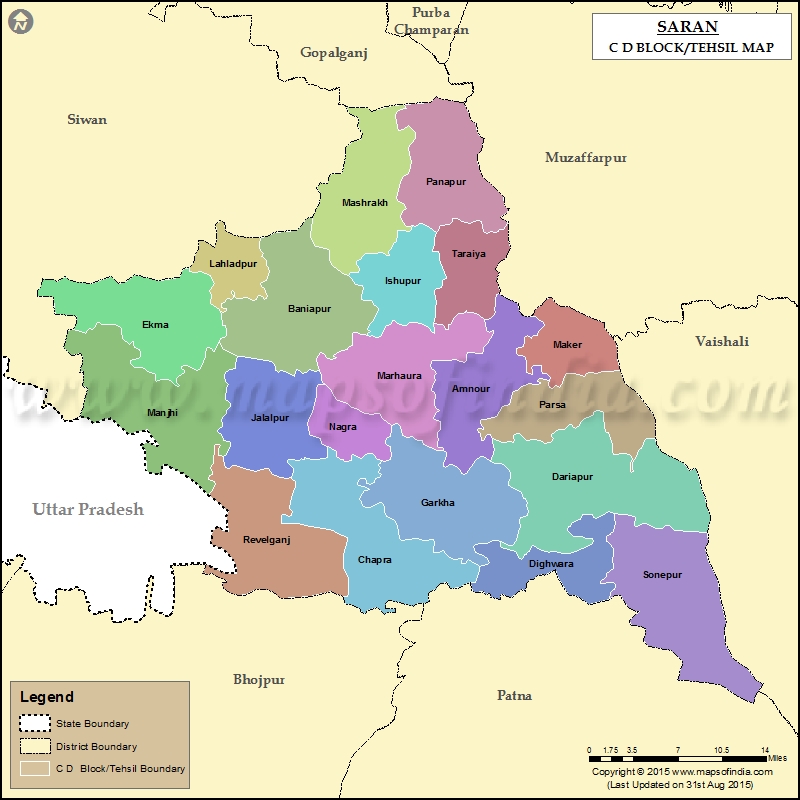 N
SARAN
C D BLOCK/TEHSIL MAP
Purba
Champaran
Gopalganj
Siwan
Muzaffarpur
Panapur
Mashrakh
Taraiya
Lahladpur
Ishupur
Baniapur
Ekma
Maker
Vaishali
Marhaura
Amnour
Parsa
Manjhi
Jalalpur
Nagra
www.mapsofindia.com
Dariapur
Garkha
Uttar Pradesh
Revelganj
Chapra
Dighwara
Sonepur
Bhojpur
Patna
Legend
State Boundary
District Boundary
C D Block/Tehsil Boundary
0 1.75 3.5 7 10.5 14
Miles
Copyright © 2015 www.mapsofindia.com
(Last Updated on 31st Aug 2015)